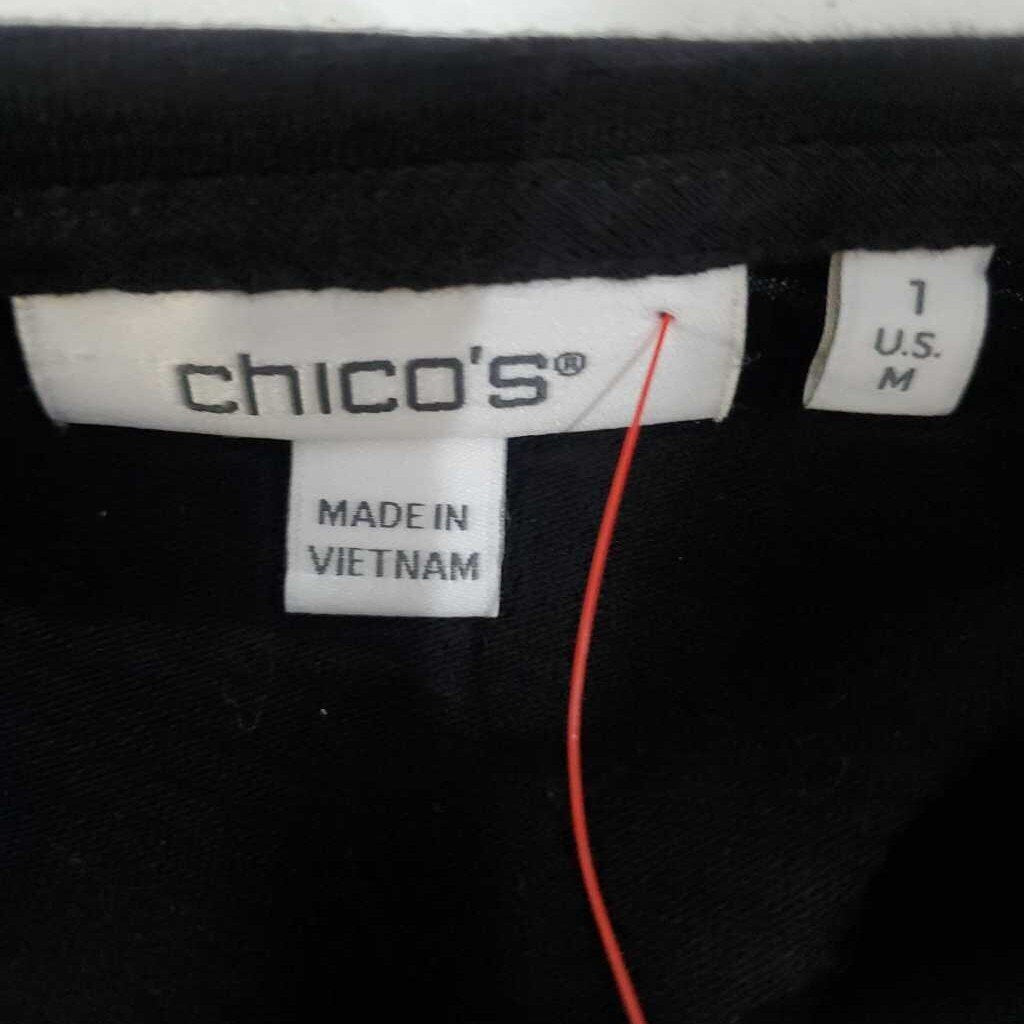 chico's®
MADE IN
VIETNAM
1
U.S.
M